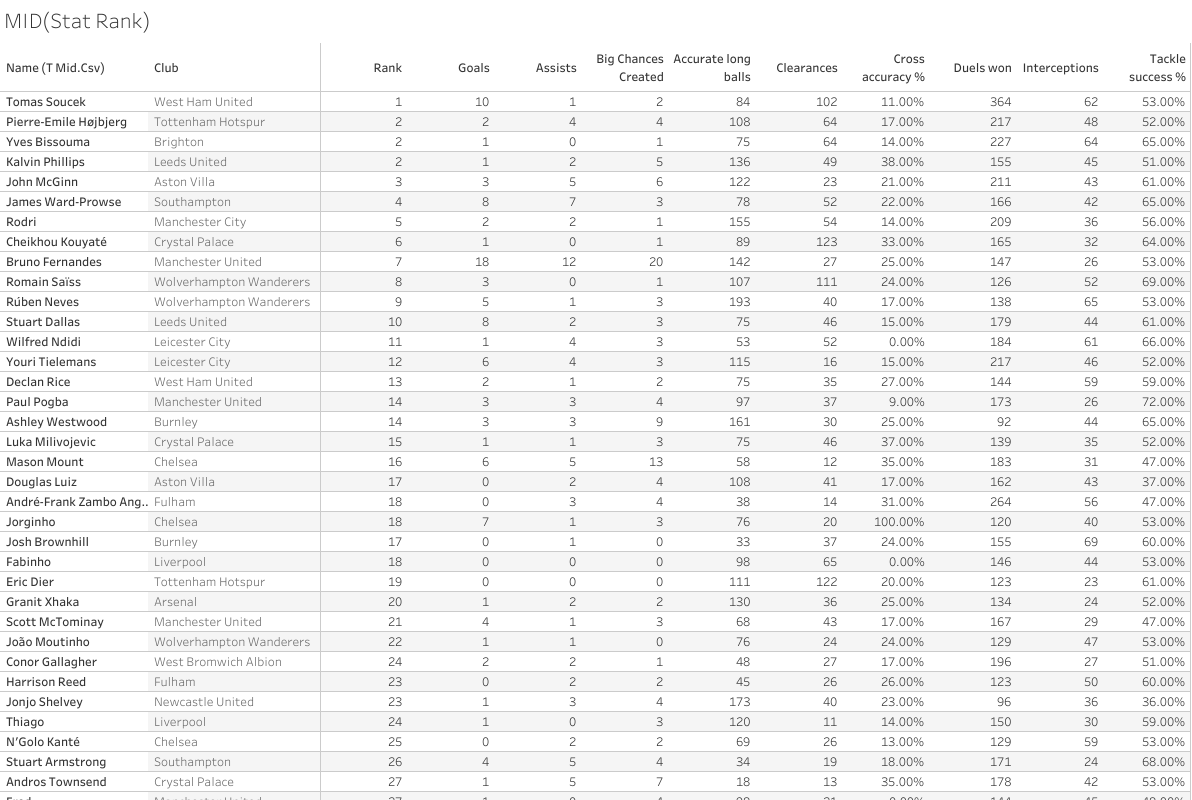 MID(Stat Rank)
Name (T Mid.Csv) Club Rank Goals Assists Big Chances Created Accurate long balls Clearances Cross accuracy % Duels won Interceptions Tackle success %
Tomas Soucek West Ham United 1 10 1 2 84 102 11.00% 364 62 53.00%
Pierre-Emile Højbjerg Tottenham Hotspur 2 2 4 4 108 64 17.00% 217 48 52.00%
Yves Bissouma Brighton 2 1 0 1 75 64 14.00% 227 64 65.00%
Kalvin Phillips Leeds United 2 1 2 5 136 49 38.00% 155 45 51.00%
John McGinn Aston Villa 3 3 5 6 122 23 21.00% 211 43 61.00%
James Ward-Prowse Southampton 4 8 7 3 78 52 22.00% 166 42 65.00%
Rodri Manchester City 5 2 2 1 155 54 14.00% 209 36 56.00%
Cheikhou Kouyaté Crystal Palace 6 1 0 1 89 123 33.00% 165 32 64.00%
Bruno Fernandes Manchester United 7 18 12 20 142 27 25.00% 147 26 53.00%
Romain Saïss Wolverhampton Wanderers 8 3 0 1 107 111 24.00% 126 52 69.00%
Rúben Neves Wolverhampton Wanderers 9 5 1 3 193 40 17.00% 138 65 53.00%
Stuart Dallas Leeds United 10 8 2 3 75 46 15.00% 179 44 61.00%
Wilfred Ndidi Leicester City 11 1 4 3 53 52 0.00% 184 61 66.00%
Youri Tielemans Leicester City 12 6 4 3 115 16 15.00% 217 46 52.00%
Declan Rice West Ham United 13 2 1 2 75 35 27.00% 144 59 59.00%
Paul Pogba Manchester United 14 3 3 4 97 37 9.00% 173 26 72.00%
Ashley Westwood Burnley 14 3 3 9 161 30 25.00% 92 44 65.00%
Luka Milivojevic Crystal Palace 15 1 1 3 75 46 37.00% 139 35 52.00%
Mason Mount Chelsea 16 6 5 13 58 12 35.00% 183 31 47.00%
Douglas Luiz Aston Villa 17 0 2 4 108 41 17.00% 162 43 37.00%
André-Frank Zambo Ang.. Fulham 18 0 3 4 38 14 31.00% 264 56 47.00%
Jorginho Chelsea 18 7 1 3 76 20 100.00% 120 40 53.00%
Josh Brownhill Burnley 17 0 1 0 33 37 24.00% 155 69 60.00%
Fabinho Liverpool 18 0 0 0 98 65 0.00% 146 44 53.00%
Eric Dier Tottenham Hotspur 19 0 0 0 111 122 20.00% 123 23 61.00%
Granit Xhaka Arsenal 20 1 2 2 130 36 25.00% 134 24 52.00%
Scott McTominay Manchester United 21 4 1 3 68 43 17.00% 167 29 47.00%
João Moutinho Wolverhampton Wanderers 22 1 1 0 76 24 24.00% 129 47 53.00%
Conor Gallagher West Bromwich Albion 24 2 2 1 48 27 17.00% 196 27 51.00%
Harrison Reed Fulham 23 0 2 2 45 26 26.00% 123 50 60.00%
Jonjo Shelvey Newcastle United 23 1 3 4 173 40 23.00% 96 36 36.00%
Thiago Liverpool 24 1 0 3 120 11 14.00% 150 30 59.00%
N'Golo Kanté Chelsea 25 0 2 2 69 26 13.00% 129 59 53.00%
Stuart Armstrong Southampton 26 4 5 4 34 19 18.00% 171 24 68.00%
Andros Townsend Crystal Palace 27 1 5 7 18 13 35.00% 178 42 53.00%